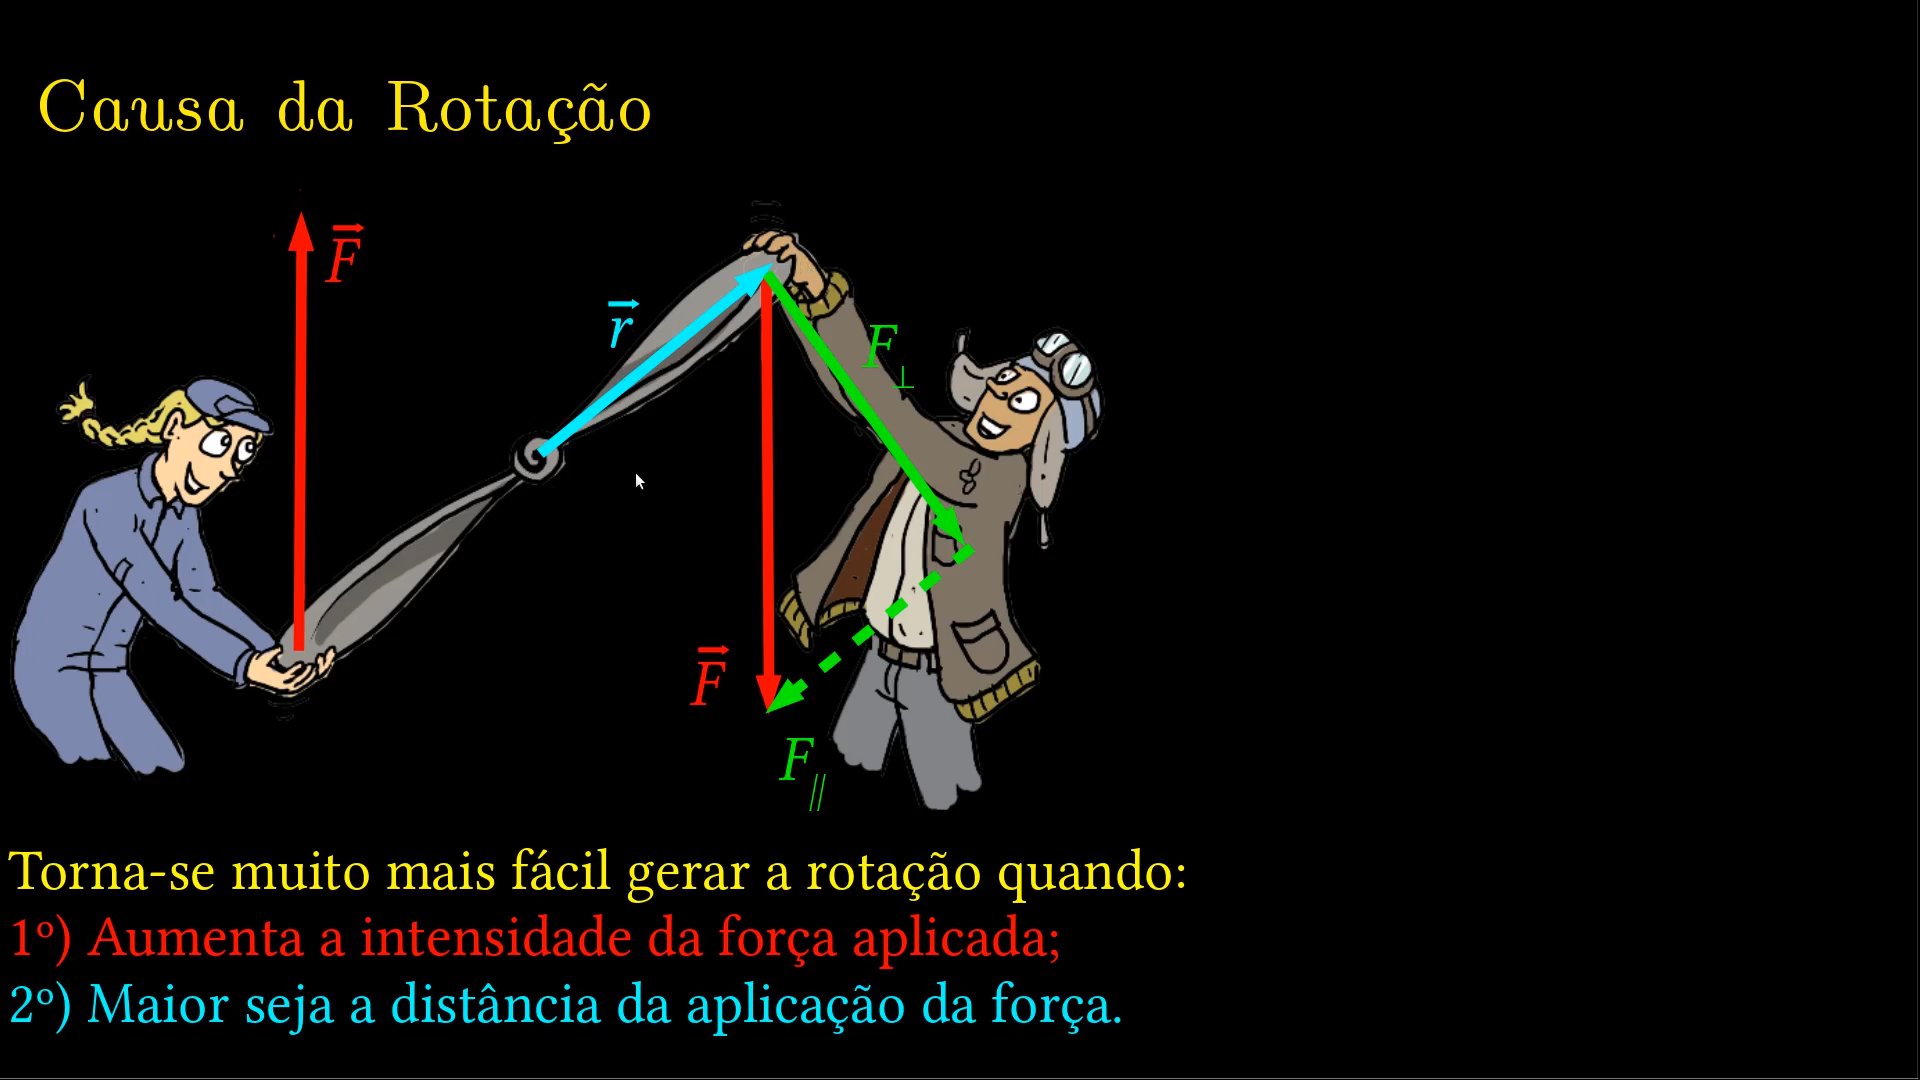 Causa da Rotação
F
r
F⊥
F
F∥
Torna-se muito mais fácil gerar a rotação quando:
1º) Aumenta a intensidade da força aplicada;
2º) Maior seja a distância da aplicação da força.